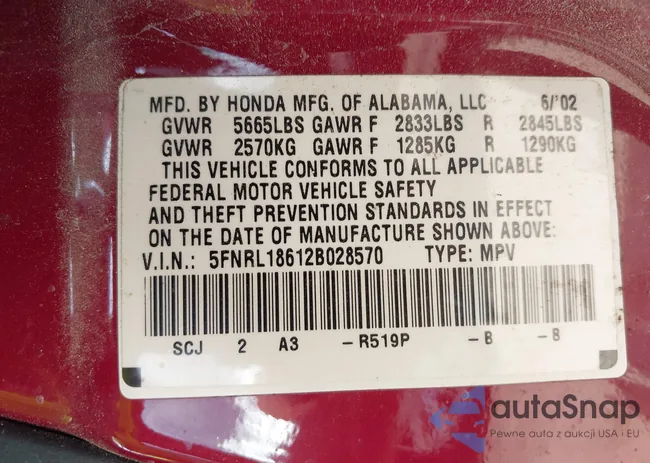 MFD. BY HONDA MFG. OF ALABAMA, LLC 6/'02
GVWR 5665LBS GAWR F 2833LBS R 2845LBS
GVWR 2570KG GAWR F 1285KG R 1290KG
THIS VEHICLE CONFORMS TO ALL APPLICABLE
FEDERAL MOTOR VEHICLE SAFETY
AND THEFT PREVENTION STANDARDS IN EFFECT
ON THE DATE OF MANUFACTURE SHOWN ABOVE:
V.I.N.: 5FNRL18612B028570 TYPE: MPV
SCJ 2 A3 -R519P -B -B
autaSnap
Pewne auta z aukcji USA i EU